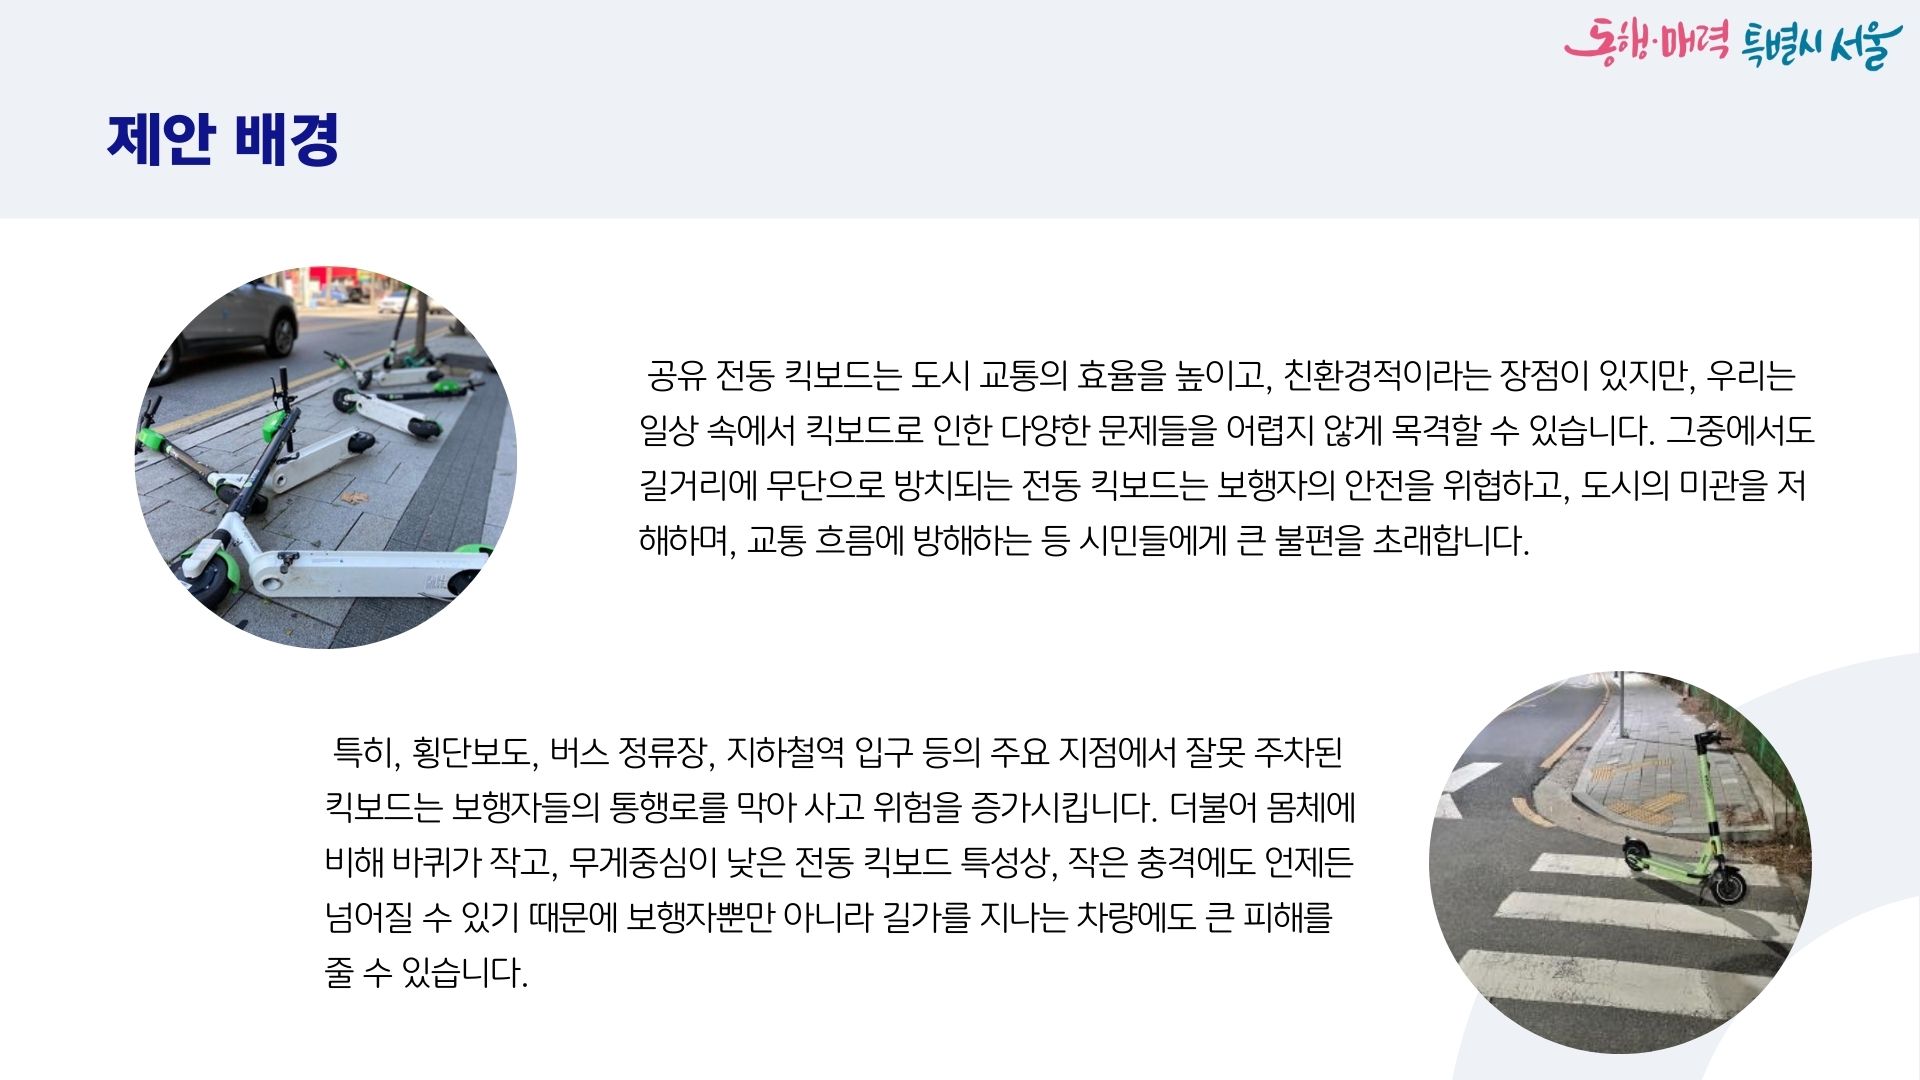 동행·매력 특별시 서울
제안 배경
공유 전동 킥보드는 도시 교통의 효율을 높이고, 친환경적이라는 장점이 있지만, 우리는
일상 속에서 킥보드로 인한 다양한 문제들을 어렵지 않게 목격할 수 있습니다. 그중에서도
길거리에 무단으로 방치되는 전동 킥보드는 보행자의 안전을 위협하고, 도시의 미관을 저
해하며, 교통 흐름에 방해하는 등 시민들에게 큰 불편을 초래합니다.
특히, 횡단보도, 버스 정류장, 지하철역 입구 등의 주요 지점에서 잘못 주차된
킥보드는 보행자들의 통행로를 막아 사고 위험을 증가시킵니다. 더불어 몸체에
비해 바퀴가 작고, 무게중심이 낮은 전동 킥보드 특성상, 작은 충격에도 언제든
넘어질 수 있기 때문에 보행자뿐만 아니라 길가를 지나는 차량에도 큰 피해를
줄 수 있습니다.